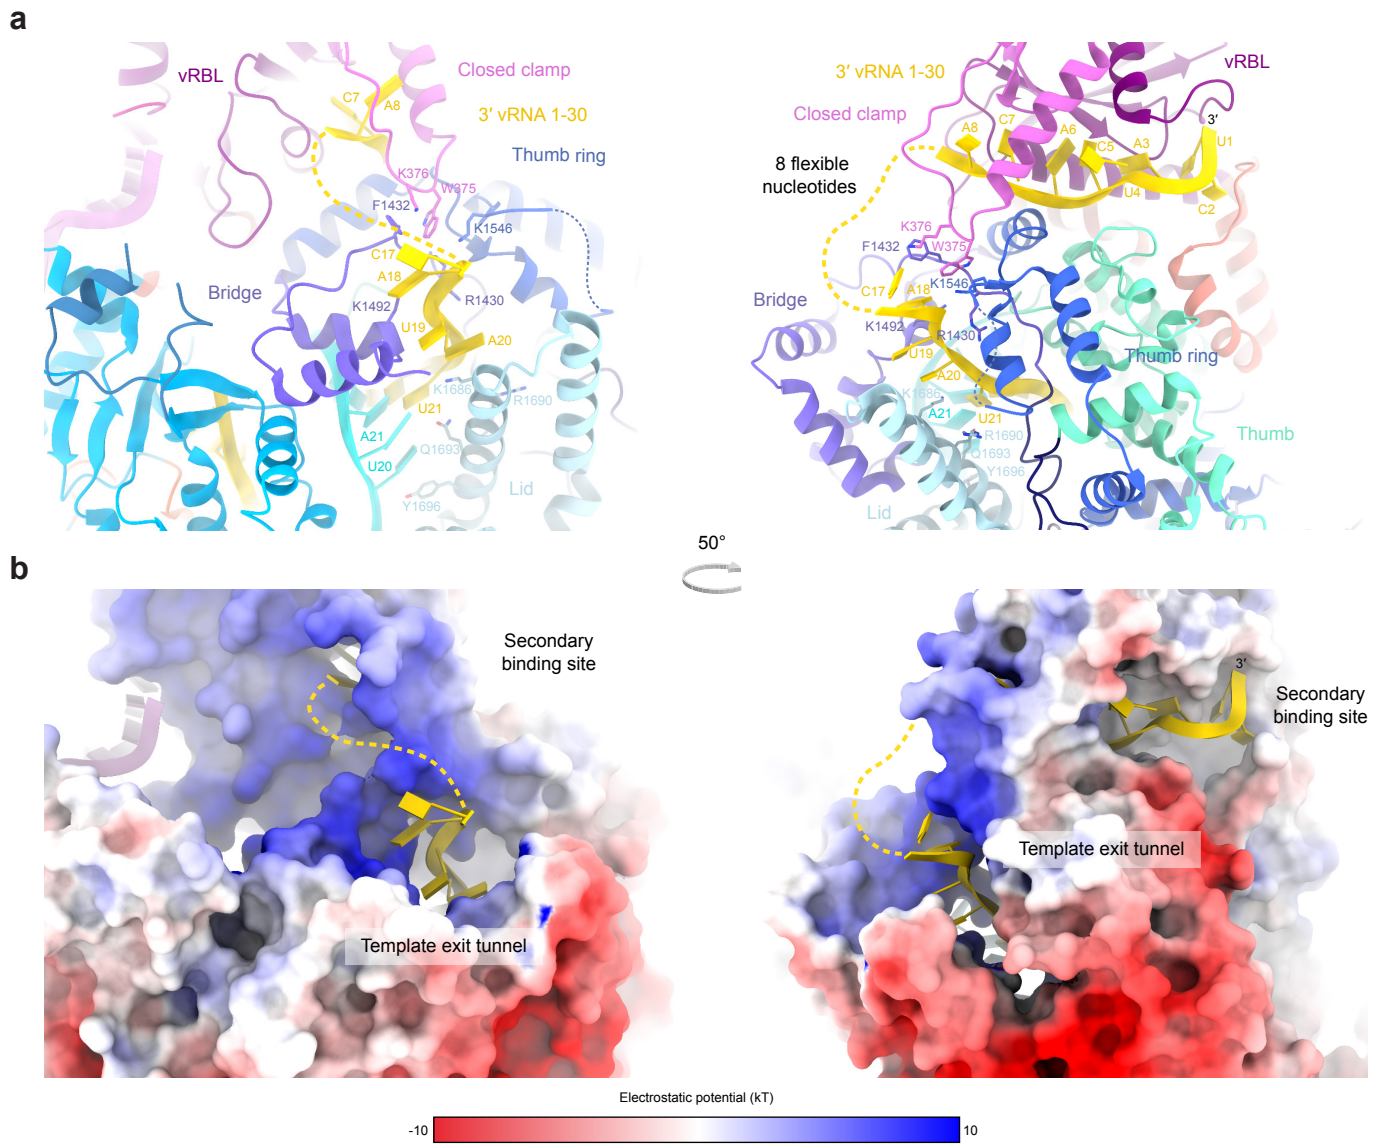 a
vRBL
Closed clamp
C7
A8
3′ vRNA 1-30
Thumb ring
K376
W375
F1432
K1546
C17
A18
Bridge
K1492
R1430
U19
A20
K1686
R1690
U21
A21
Q1693
U20
Lid
Y1696
3′ vRNA 1-30
vRBL
Closed clamp
3′
A8
C7
A6
C5
A3
U1
8 flexible
nucleotides
U4
C2
K376
F1432
W375
K1546
C17
A18
Bridge
K1492
R1430
U19
Thumb ring
A20
K1686
A21
U21
R1690
Thumb
Q1693
Y1696
Lid
50°
b
Secondary
binding site
Template exit tunnel
3′
Secondary
binding site
Template exit tunnel
Electrostatic potential (kT)
-10
10